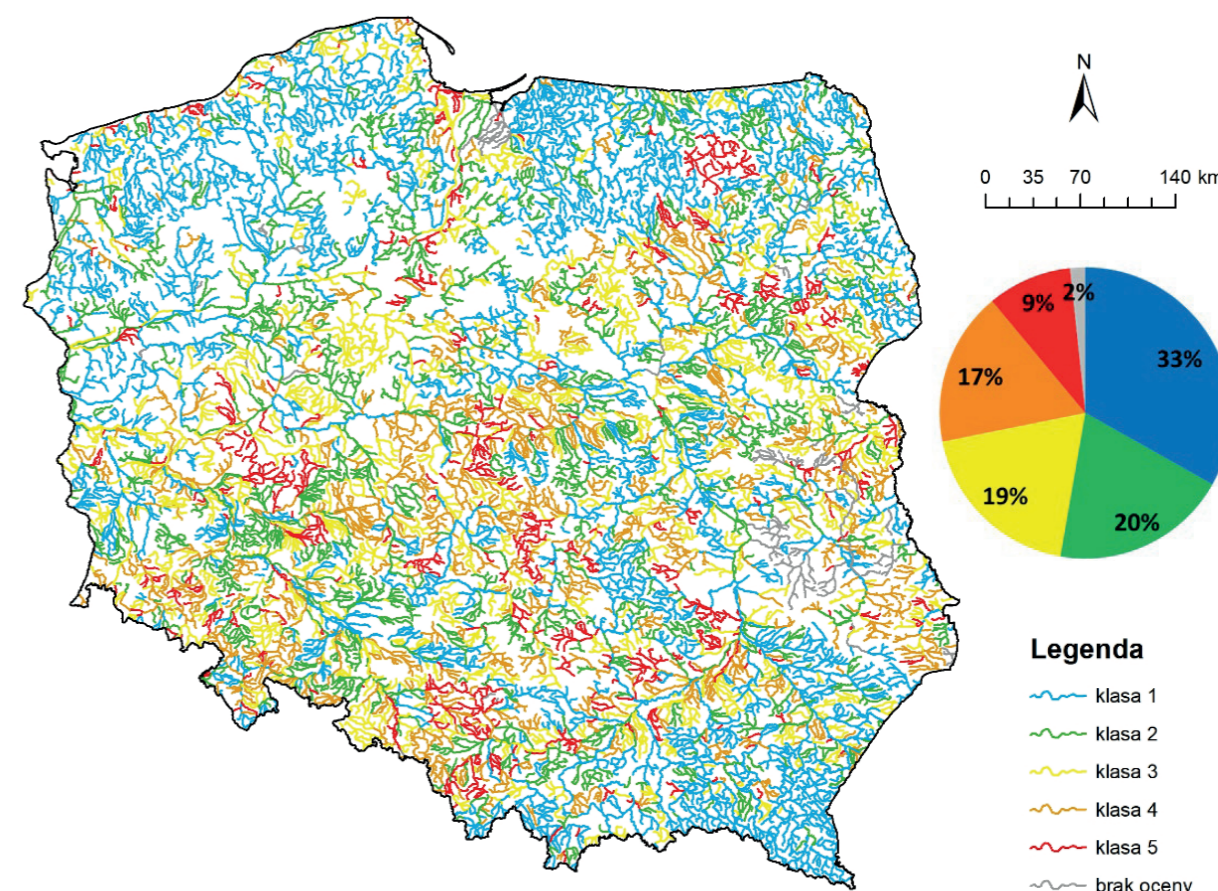 N
0 35 70 140 km
2%
9%
33%
17%
19%
20%
Legenda
klasa 1
klasa 2
klasa 3
klasa 4
klasa 5
brak oceny